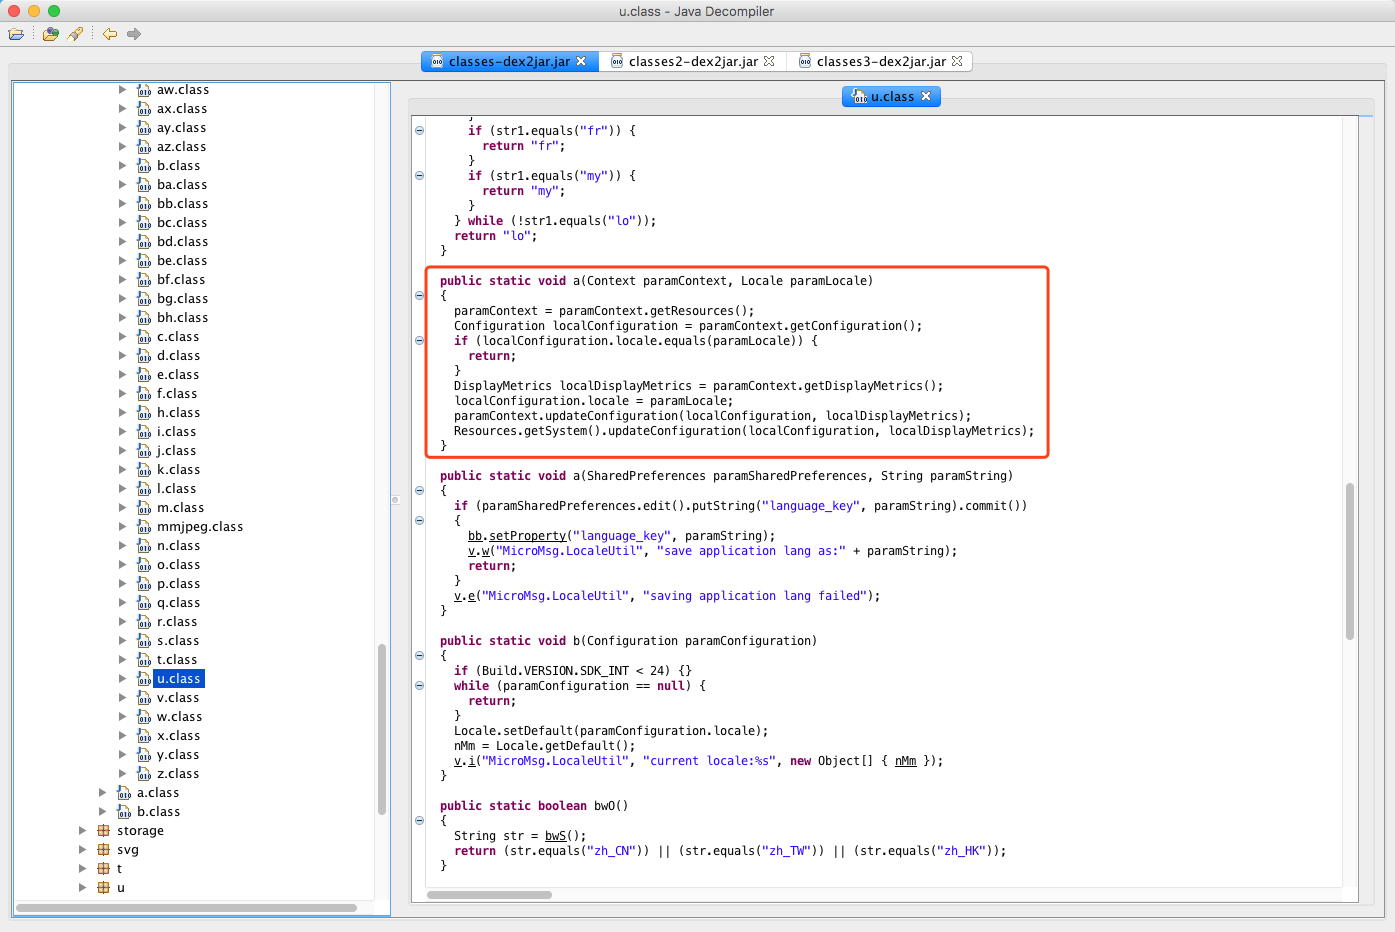 u.class - Java Decompiler
classes-dex2jar.jar
classes2-dex2jar.jar
classes3-dex2jar.jar
aw.class
ax.class
ay.class
az.class
b.class
ba.class
bb.class
bc.class
bd.class
be.class
bf.class
bg.class
bh.class
c.class
d.class
e.class
f.class
h.class
i.class
j.class
k.class
l.class
m.class
mmjpeg.class
n.class
o.class
p.class
q.class
r.class
s.class
t.class
u.class
v.class
w.class
x.class
y.class
z.class
a.class
b.class
storage
svg
t
u
u.class
}
if (str1.equals("fr")) {
return "fr";
}
if (str1.equals("my")) {
return "my";
}
} while (!str1.equals("lo"));
return "lo";
}
public static void a(Context paramContext, Locale paramLocale)
{
paramContext = paramContext.getResources();
Configuration localConfiguration = paramContext.getConfiguration();
if (localConfiguration.locale.equals(paramLocale)) {
return;
}
DisplayMetrics localDisplayMetrics = paramContext.getDisplayMetrics();
localConfiguration.locale = paramLocale;
paramContext.updateConfiguration(localConfiguration, localDisplayMetrics);
Resources.getSystem().updateConfiguration(localConfiguration, localDisplayMetrics);
}
public static void a(SharedPreferences paramSharedPreferences, String paramString)
{
if (paramSharedPreferences.edit().putString("language_key", paramString).commit())
{
bb.setProperty("language_key", paramString);
v.w("MicroMsg.LocaleUtil", "save application lang as:" + paramString);
return;
}
v.e("MicroMsg.LocaleUtil", "saving application lang failed");
}
public static void b(Configuration paramConfiguration)
{
if (Build.VERSION.SDK_INT < 24) {}
while (paramConfiguration == null) {
return;
}
Locale.setDefault(paramConfiguration.locale);
nMm = Locale.getDefault();
v.i("MicroMsg.LocaleUtil", "current locale:%s", new Object[] { nMm });
}
public static boolean bwO()
{
String str = bwS();
return (str.equals("zh_CN")) || (str.equals("zh_TW")) || (str.equals("zh_HK"));
}